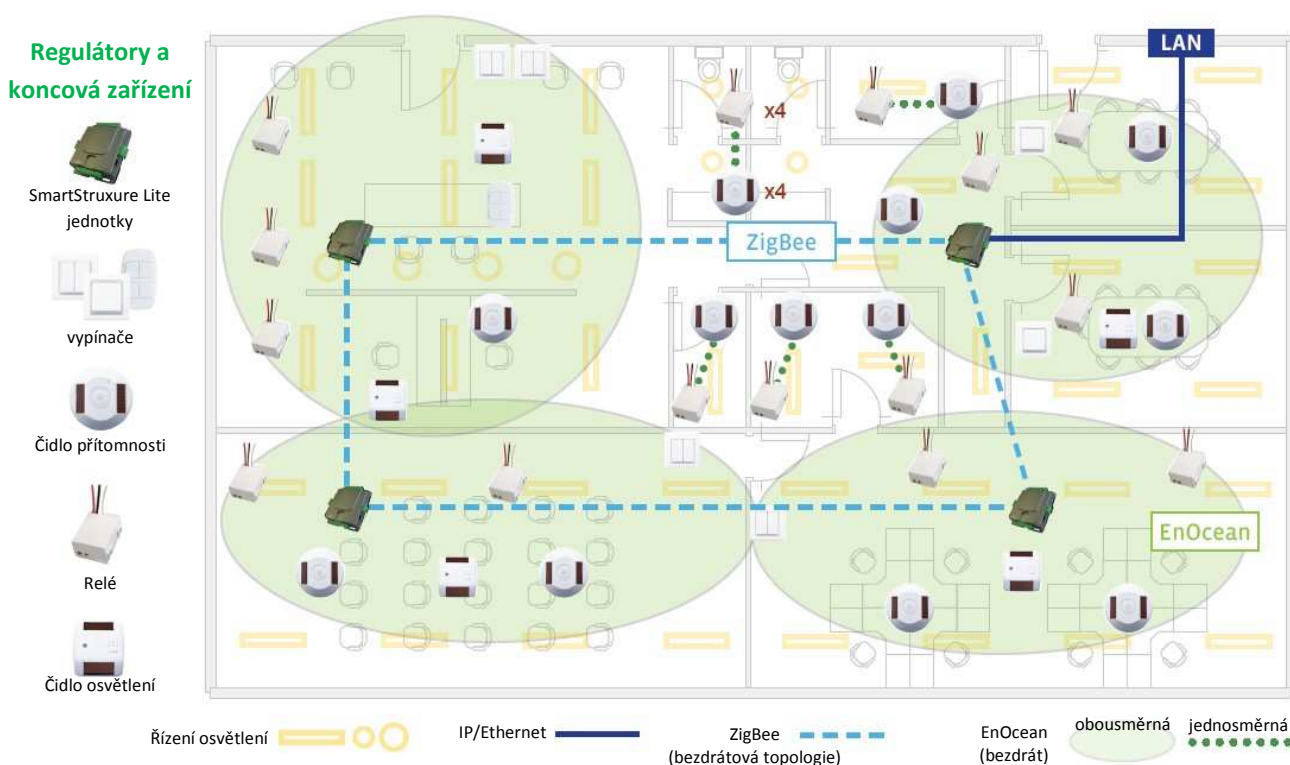 Regulátory a
koncová zařízení
SmartStruxure Lite
jednotky
vypínače
Čidlo přítomnosti
Relé
Čidlo osvětlení
LAN
x4
x4
ZigBee
EnOcean
Řízení osvětlení
IP/Ethernet
ZigBee
(bezdrátová topologie)
EnOcean
(bezdrát)
obousměrná
jednosměrná